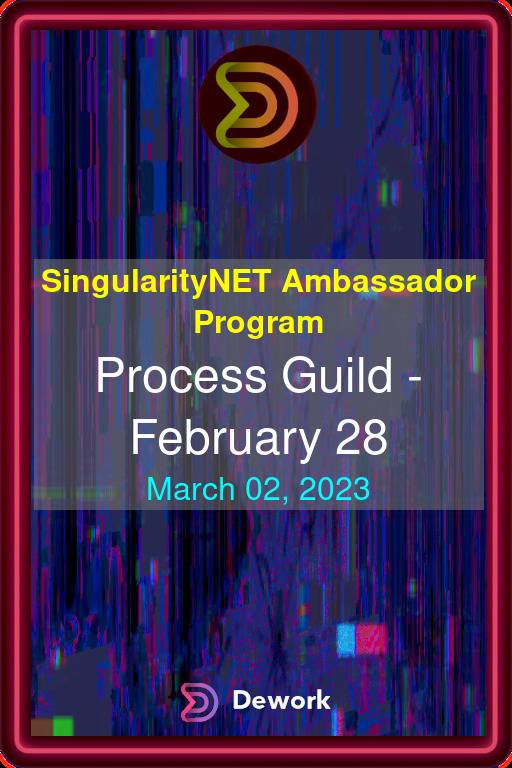 SingularityNET Ambassador
Program
Process Guild -
February 28
March 02, 2023
Dework